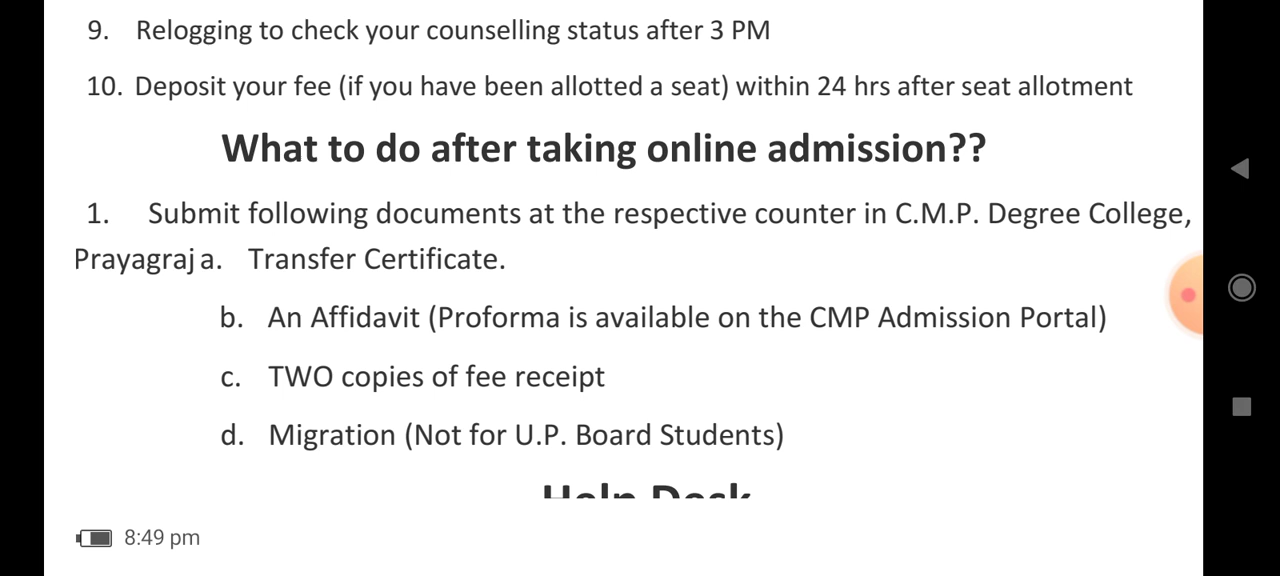 9. Relogging to check your counselling status after 3 PM
10. Deposit your fee (if you have been allotted a seat) within 24 hrs after seat allotment
What to do after taking online admission??
1. Submit following documents at the respective counter in C.M.P. Degree College,
Prayagraj a. Transfer Certificate.
b. An Affidavit (Proforma is available on the CMP Admission Portal)
c. TWO copies of fee receipt
d. Migration (Not for U.P. Board Students)
Help Desk
8:49 pm